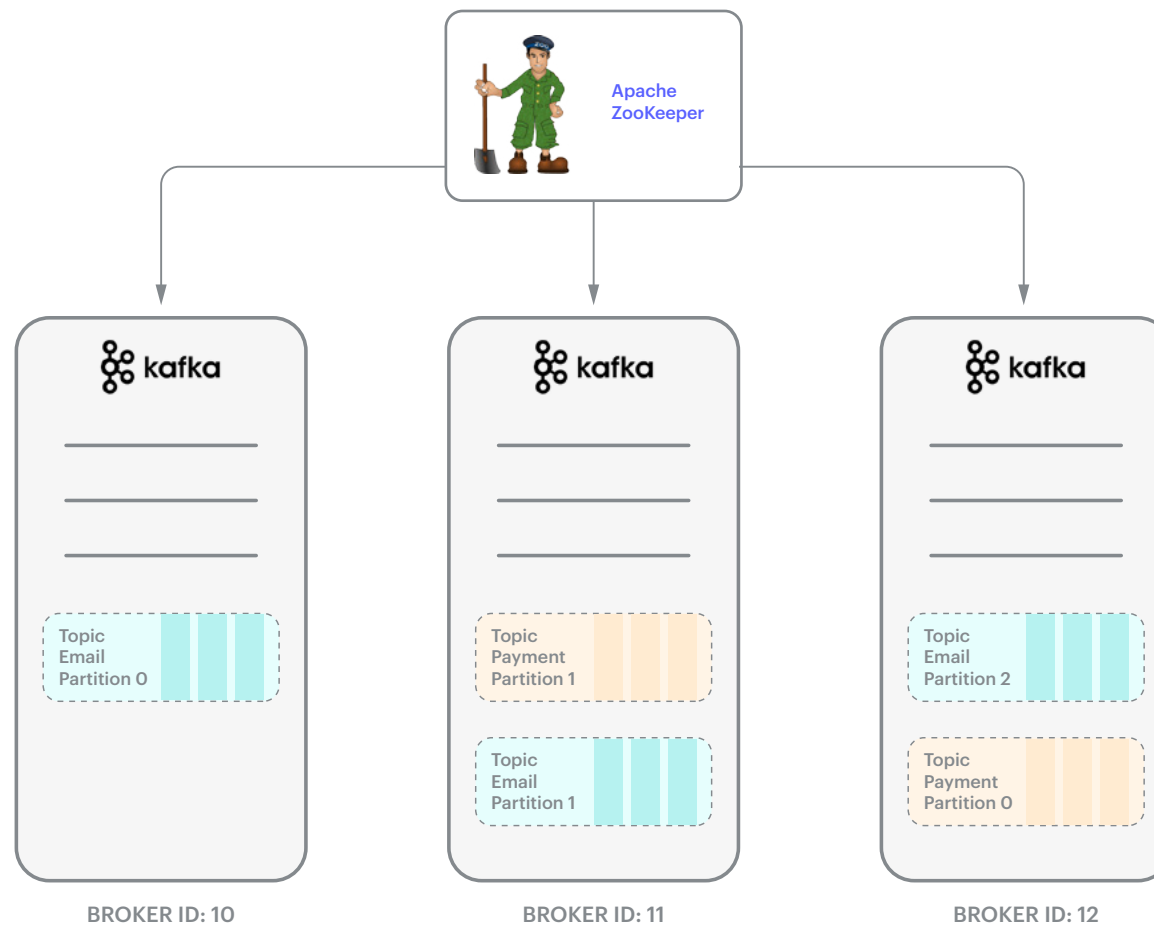 Apache
ZooKeeper
kafka
kafka
kafka
Topic
Email
Partition 0
Topic
Payment
Partition 1
Topic
Email
Partition 2
Topic
Email
Partition 1
Topic
Payment
Partition 0
BROKER ID: 10
BROKER ID: 11
BROKER ID: 12